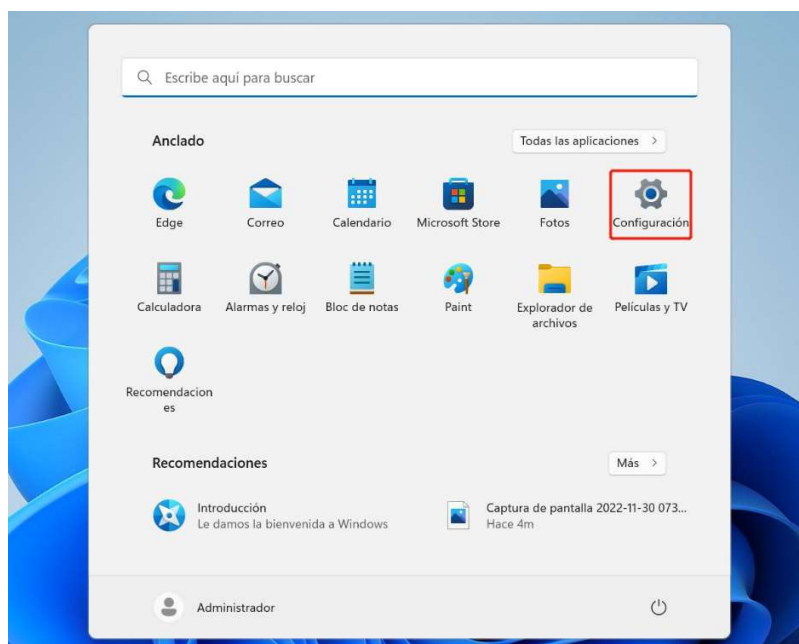 Escribe aquí para buscar
Anclado
Todas las aplicaciones
Edge
Correo
Calendario
Microsoft Store
Fotos
Configuración
Calculadora
Alarmas y reloj
Bloc de notas
Paint
Explorador de
archivos
Películas y TV
Recomendacion
es
Recomendaciones
Más
Introducción
Le damos la bienvenida a Windows
Captura de pantalla 2022-11-30 073...
Hace 4m
Administrador